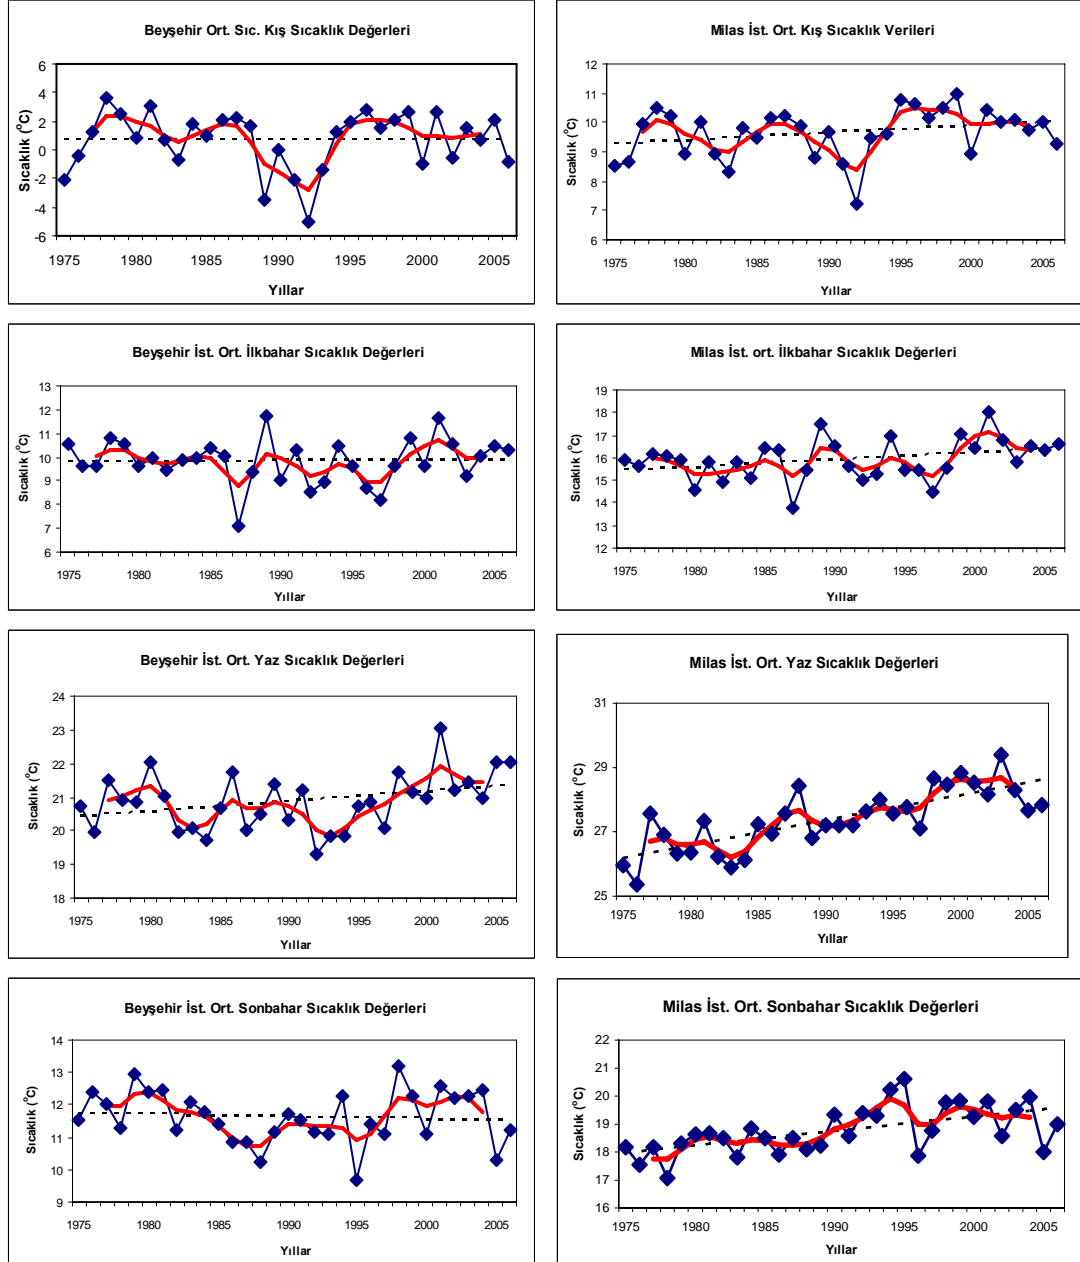 Beyşehir Ort. Sıc. Kış Sıcaklık Değerleri
Sıcaklık (°C)
6
4
2
0
-2
-4
-6
1975 1980 1985 1990 1995 2000 2005
Yıllar
Milas İst. Ort. Kış Sıcaklık Verileri
Sıcaklık (°C)
12
11
10
9
8
7
6
1975 1980 1985 1990 1995 2000 2005
Yıllar
Beyşehir İst. Ort. İlkbahar Sıcaklık Değerleri
Sıcaklık (°C)
13
12
11
10
9
8
7
6
1975 1980 1985 1990 1995 2000 2005
Yıllar
Milas İst. ort. İlkbahar Sıcaklık Değerleri
Sıcaklık (°C)
19
18
17
16
15
14
13
12
1975 1980 1985 1990 1995 2000 2005
Yıllar
Beyşehir İst. Ort. Yaz Sıcaklık Değerleri
Sıcaklık (°C)
24
23
22
21
20
19
18
1975 1980 1985 1990 1995 2000 2005
Yıllar
Milas İst. Ort. Yaz Sıcaklık Değerleri
Sıcaklık (°C)
31
29
27
25
1975 1980 1985 1990 1995 2000 2005
Yıllar
Beyşehir İst. Ort. Sonbahar Sıcaklık Değerleri
Sıcaklık (°C)
14
13
12
11
10
9
1975 1980 1985 1990 1995 2000 2005
Yıllar
Milas İst. Ort. Sonbahar Sıcaklık Değerleri
Sıcaklık (°C)
22
21
20
19
18
17
16
1975 1980 1985 1990 1995 2000 2005
Yıllar